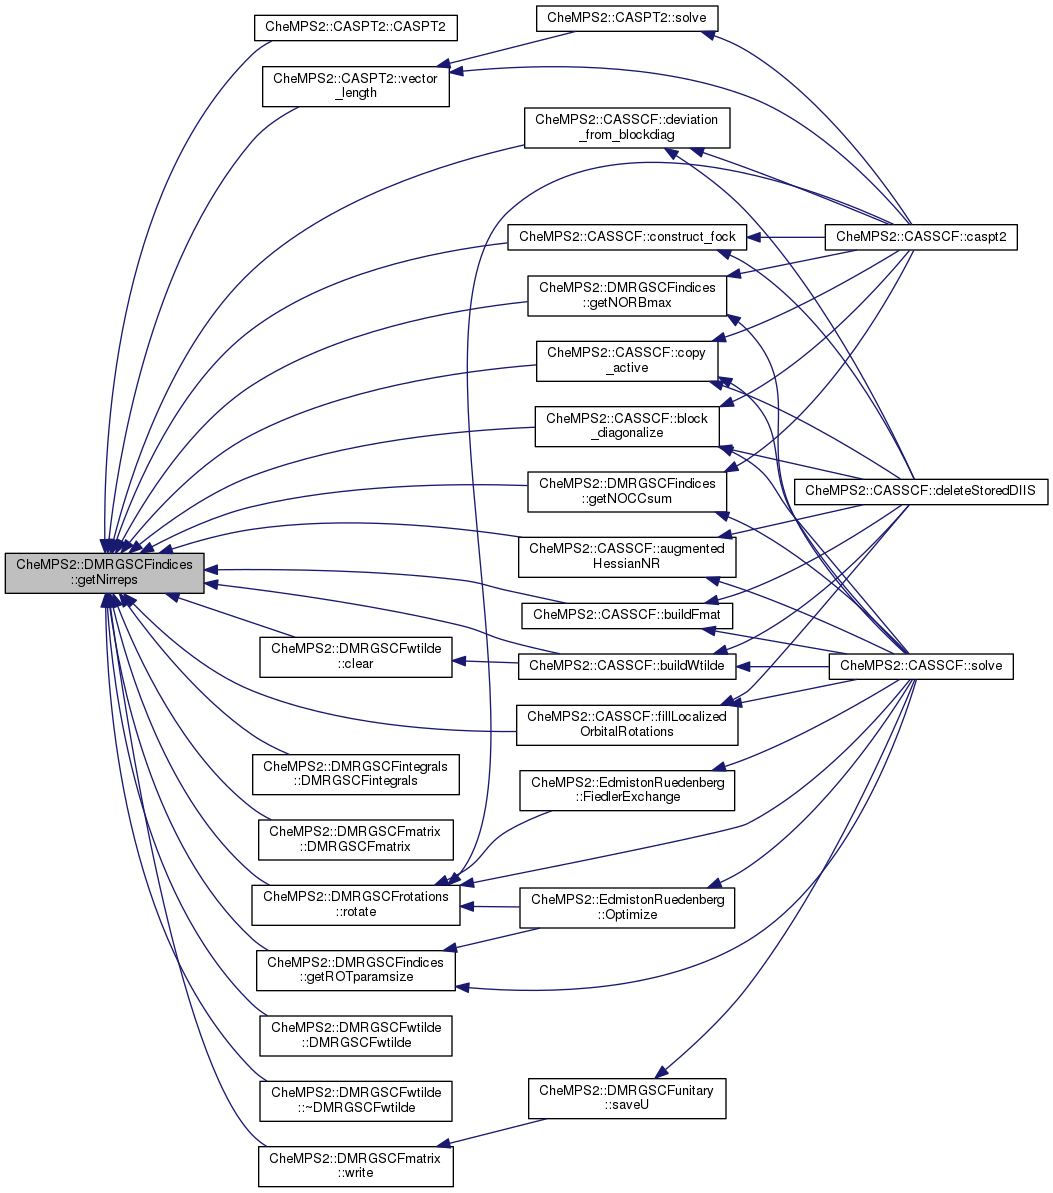 CheMPS2::CASPT2::CASPT2
CheMPS2::CASPT2::solve
CheMPS2::CASPT2::vector
_length
CheMPS2::CASSCF::deviation
_from_blockdiag
CheMPS2::CASSCF::construct_fock
CheMPS2::CASSCF::caspt2
CheMPS2::DMRGSCFindices
::getNORBmax
CheMPS2::CASSCF::copy
_active
CheMPS2::CASSCF::block
_diagonalize
CheMPS2::DMRGSCFindices
::getNOCCsum
CheMPS2::CASSCF::deleteStoredDIIS
CheMPS2::CASSCF::augmented
HessianNR
CheMPS2::DMRGSCFindices
::getNirreps
CheMPS2::CASSCF::buildFmat
CheMPS2::DMRGSCFwtilde
::clear
CheMPS2::CASSCF::buildWtilde
CheMPS2::CASSCF::solve
CheMPS2::CASSCF::fillLocalized
OrbitalRotations
CheMPS2::DMRGSCFintegrals
::DMRGSCFintegrals
CheMPS2::EdmistonRuedenberg
::FiedlerExchange
CheMPS2::DMRGSCFmatrix
::DMRGSCFmatrix
CheMPS2::DMRGSCFrotations
::rotate
CheMPS2::EdmistonRuedenberg
::Optimize
CheMPS2::DMRGSCFindices
::getROTparamsize
CheMPS2::DMRGSCFwtilde
::DMRGSCFwtilde
CheMPS2::DMRGSCFwtilde
::~DMRGSCFwtilde
CheMPS2::DMRGSCFunitary
::saveU
CheMPS2::DMRGSCFmatrix
::write